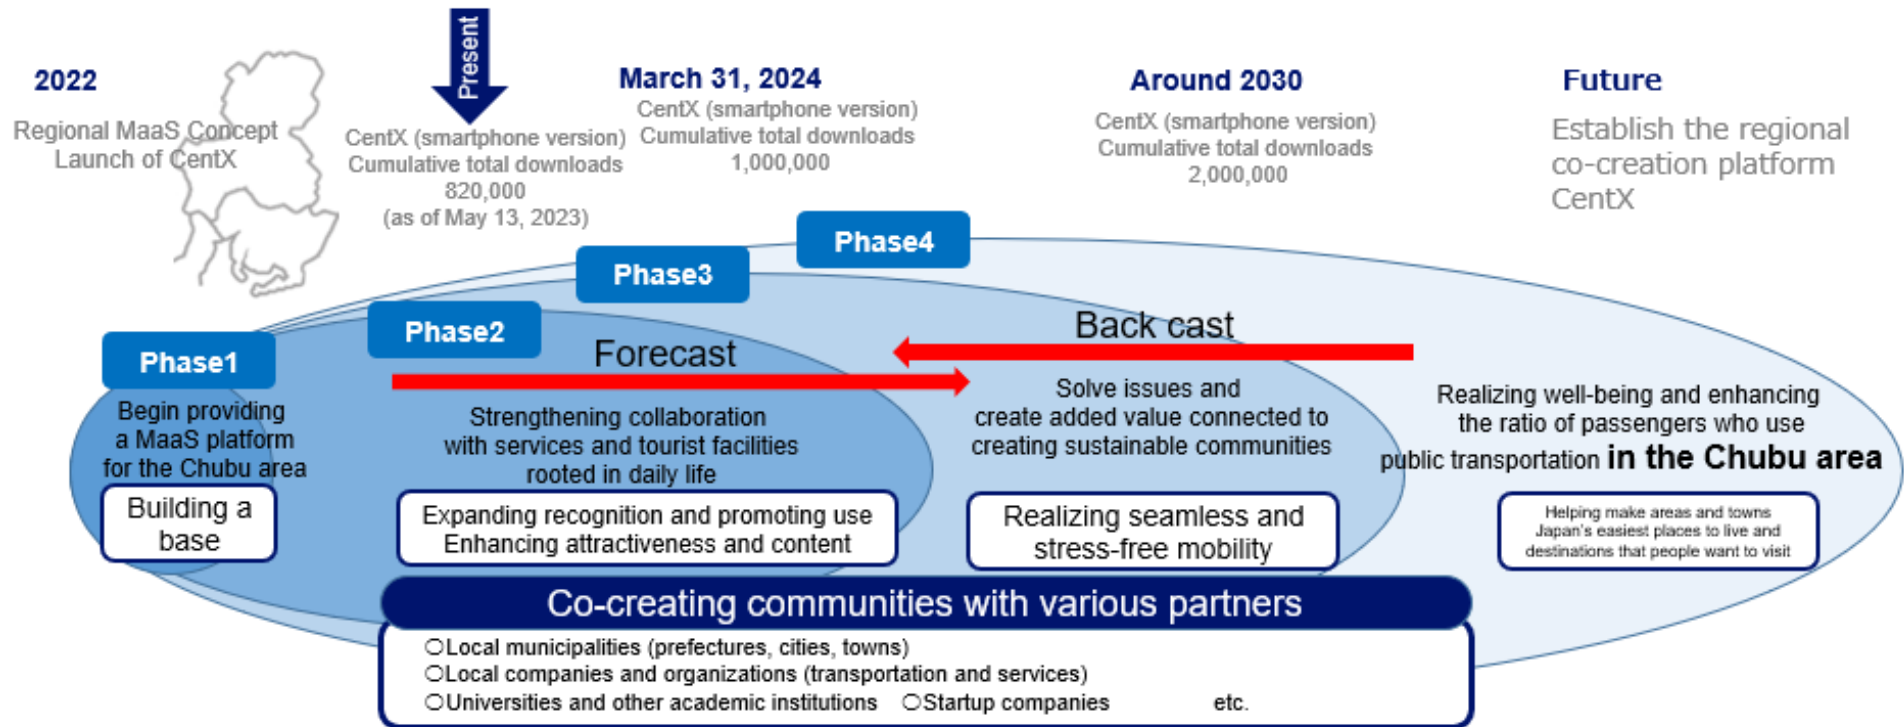 2022
Regional MaaS Concept
Launch of CentX
Present
CentX (smartphone version)
Cumulative total downloads
820,000
(as of May 13, 2023)
March 31, 2024
CentX (smartphone version)
Cumulative total downloads
1,000,000
Around 2030
CentX (smartphone version)
Cumulative total downloads
2,000,000
Future
Establish the regional
co-creation platform
CentX
Phase1
Begin providing
a MaaS platform
for the Chubu area
Building a
base
Phase2
Forecast
Strengthening collaboration
with services and tourist facilities
rooted in daily life
Expanding recognition and promoting use
Enhancing attractiveness and content
Phase3
Back cast
Solve issues and
create added value connected to
creating sustainable communities
Realizing seamless and
stress-free mobility
Phase4
Realizing well-being and enhancing
the ratio of passengers who use
public transportation in the Chubu area
Helping make areas and towns
Japan's easiest places to live and
destinations that people want to visit
Co-creating communities with various partners
〇Local municipalities (prefectures, cities, towns)
〇Local companies and organizations (transportation and services)
〇Universities and other academic institutions 〇Startup companies etc.